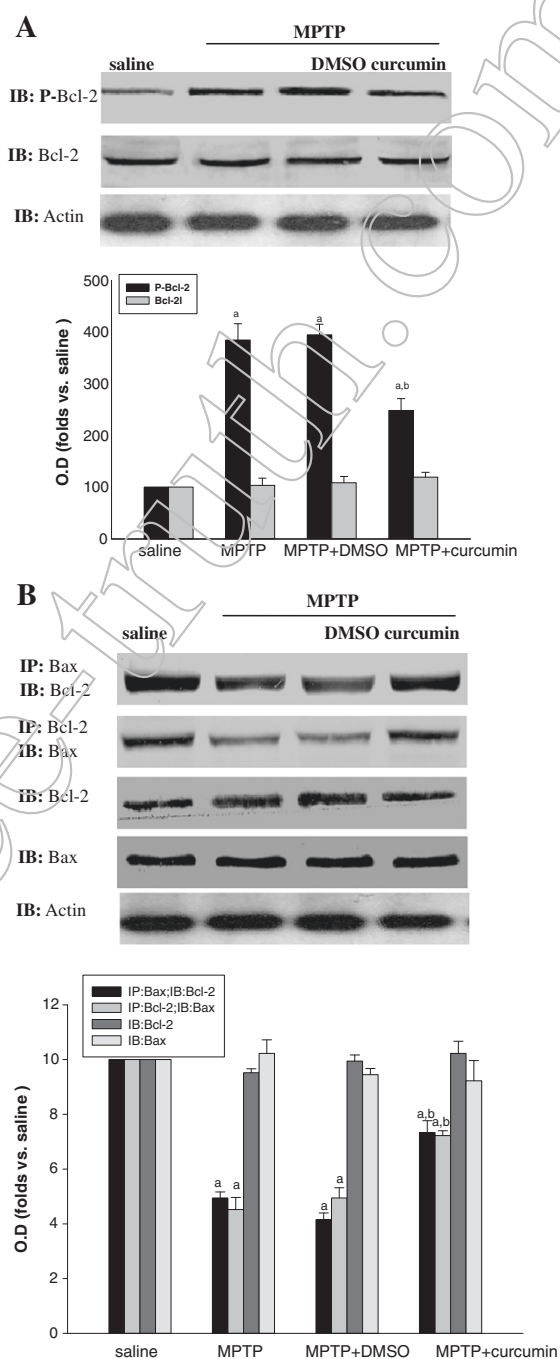 A
MPTP
saline
DMSO curcumin
IB: P-Bcl-2
IB: Bcl-2
IB: Actin
500
400
300
200
100
0
O.D (folds vs. saline )
P-Bcl-2
Bcl-2l
a
a
a,b
saline MPTP MPTP+DMSO MPTP+curcumin
B
MPTP
saline
DMSO curcumin
IP: Bax
IB: Bcl-2
IP: Bcl-2
IB: Bax
IB: Bcl-2
IB: Bax
IB: Actin
12
10
8
6
4
2
0
O.D (folds vs. saline )
IP:Bax;IB:Bcl-2
IP:Bcl-2;IB:Bax
IB:Bcl-2
IB:Bax
a a
a a
a,b a,b
saline MPTP MPTP+DMSO MPTP+curcumin
e-truth.com